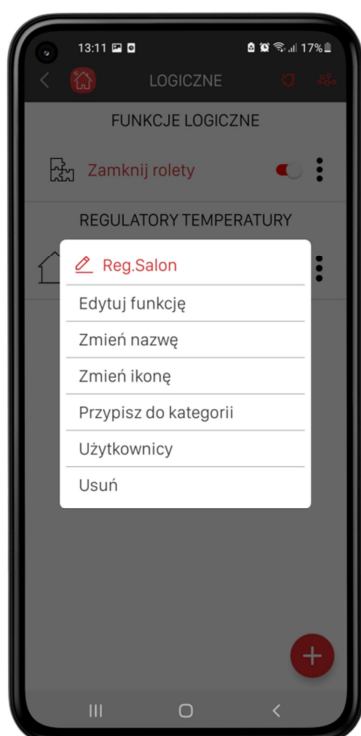 13:11 17%
LOGICZNE
FUNKCJE LOGICZNE
Zamknij rolety
REGULATORY TEMPERATURY
Reg.Salon
Edytuj funkcję
Zmień nazwę
Zmień ikonę
Przypisz do kategorii
Użytkownicy
Usuń